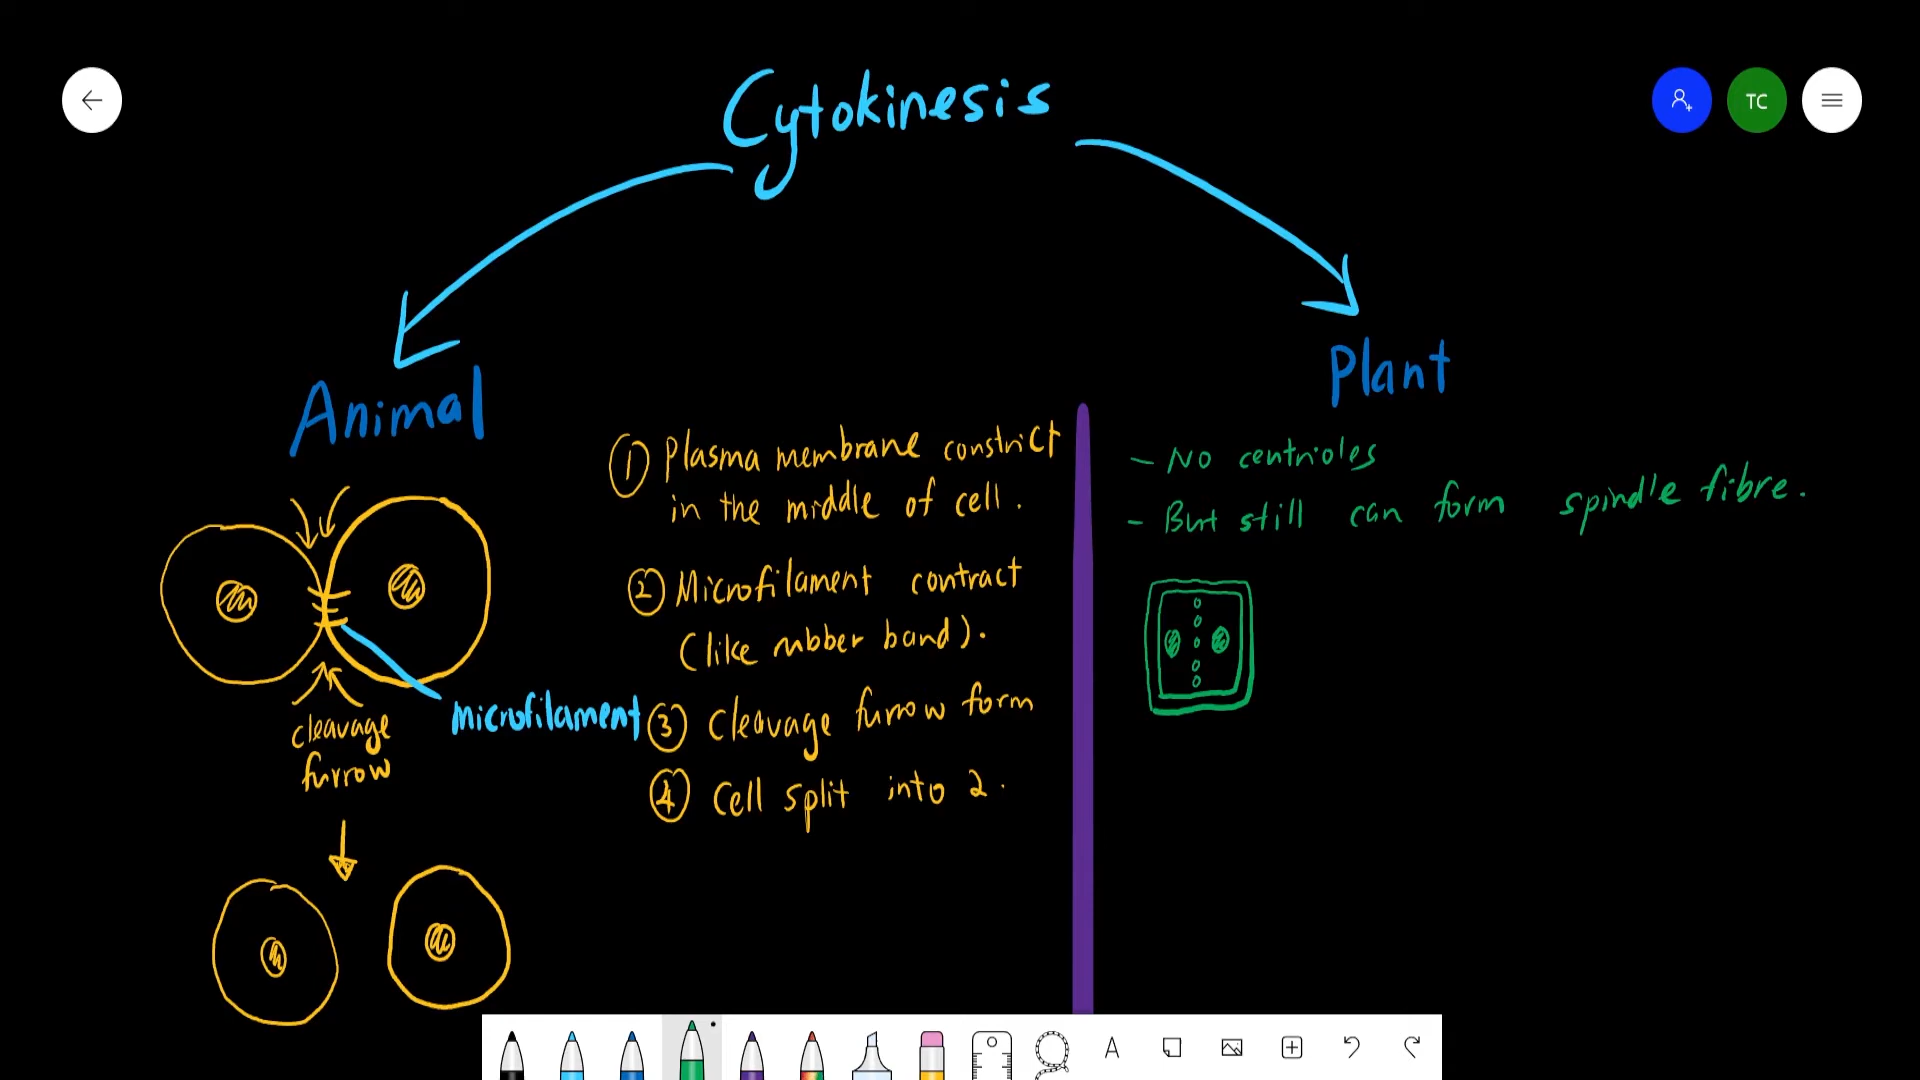 Cytokinesis
TC
Animal
Plant
① Plasma membrane constrict
in the middle of cell.
② Microfilament contract
(like rubber band).
③ Cleavage furrow form
④ Cell split into 2.
microfilament
cleavage
furrow
- No centrioles
- But still can form spindle fibre.
A